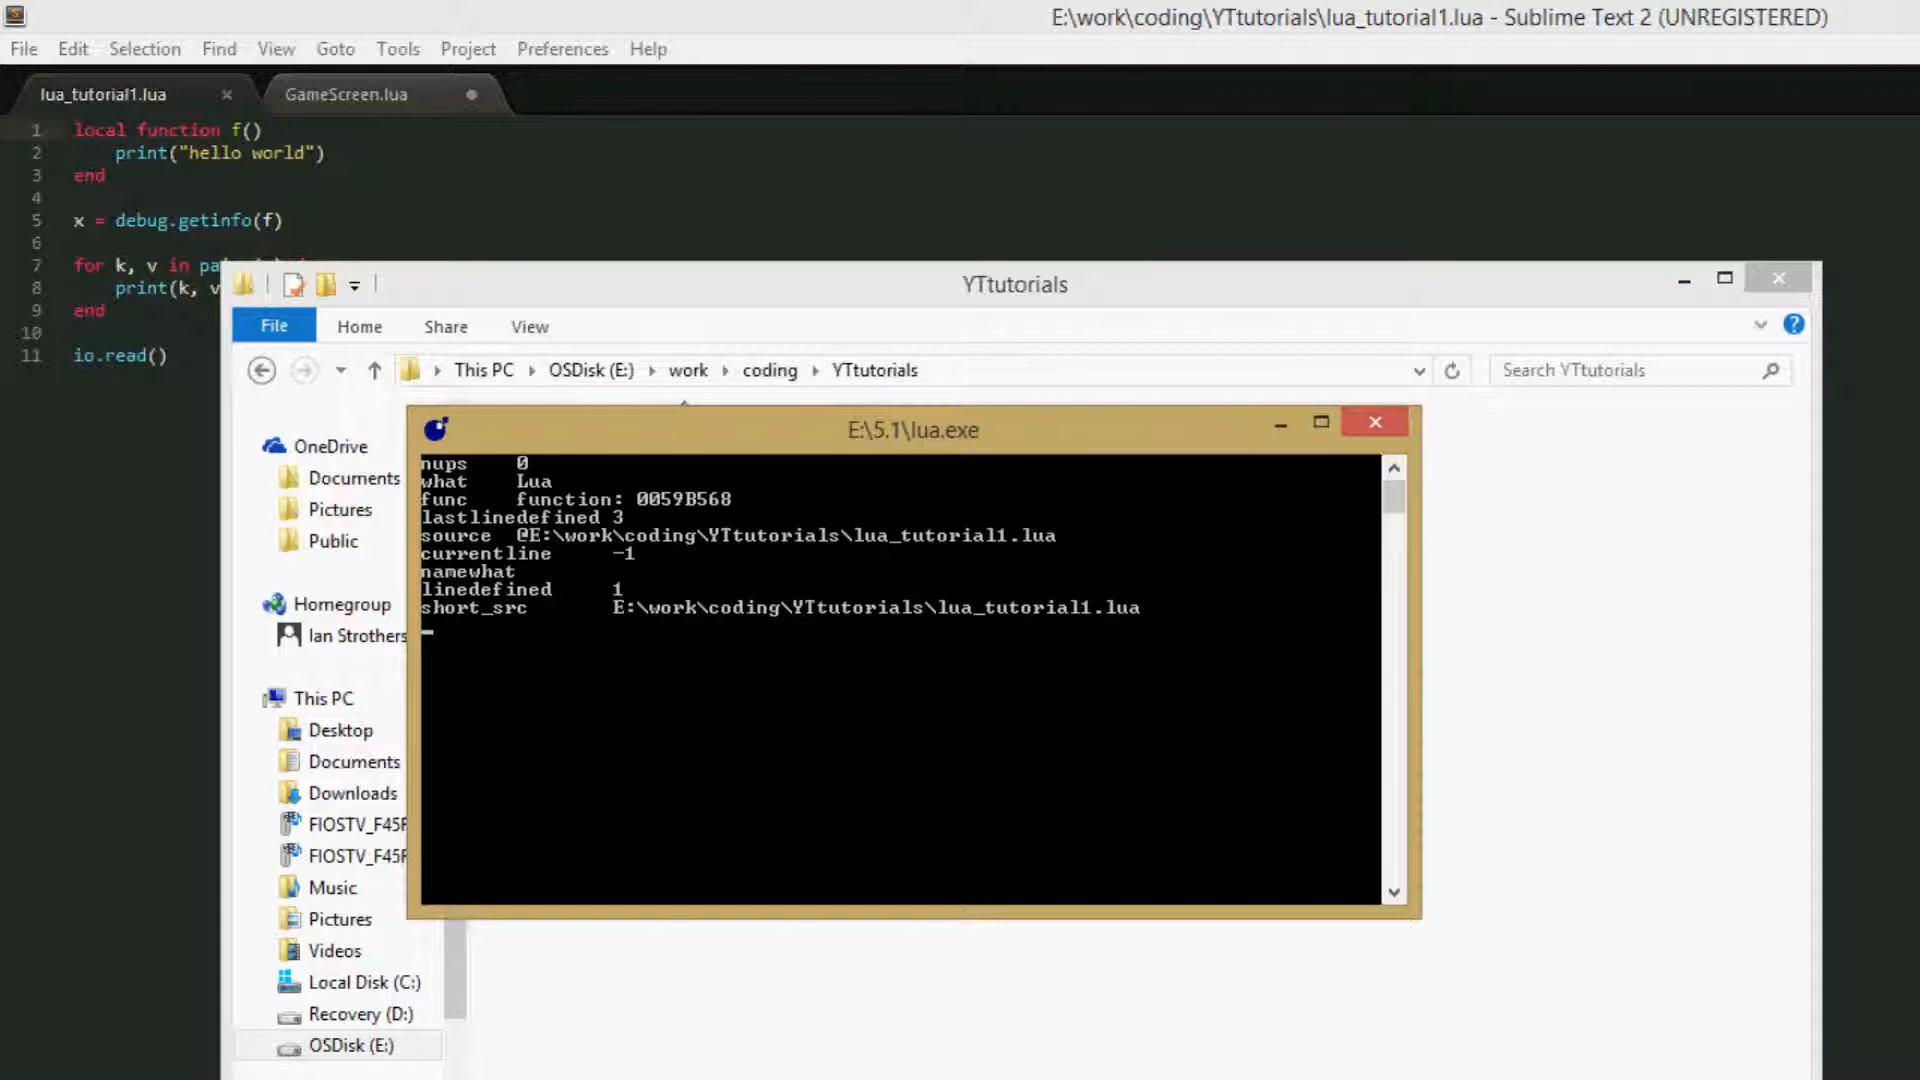 E:\work\coding\YTtutorials\lua_tutorial1.lua - Sublime Text 2 (UNREGISTERED)
File Edit Selection Find View Goto Tools Project Preferences Help
lua_tutorial1.lua × GameScreen.lua
1 local function f()
2 print("hello world")
3 end
4
5 x = debug.getinfo(f)
6
7 for k, v in pa
8 print(k, v
9 end
10
11 io.read()
YTtutorials
File Home Share View
This PC OSDisk (E:) work coding YTtutorials
Search YTtutorials
OneDrive
Documents
Pictures
Public
Homegroup
Ian Strothers
This PC
Desktop
Documents
Downloads
FIOSTV_F45F
FIOSTV_F45F
Music
Pictures
Videos
Local Disk (C:)
Recovery (D:)
OSDisk (E:)
E:\5.1\lua.exe
nups 0
what Lua
func function: 0059B568
lastlinedefined 3
source @E:\work\coding\YTtutorials\lua_tutorial1.lua
currentline -1
namewhat
linedefined 1
short_src E:\work\coding\YTtutorials\lua_tutorial1.lua